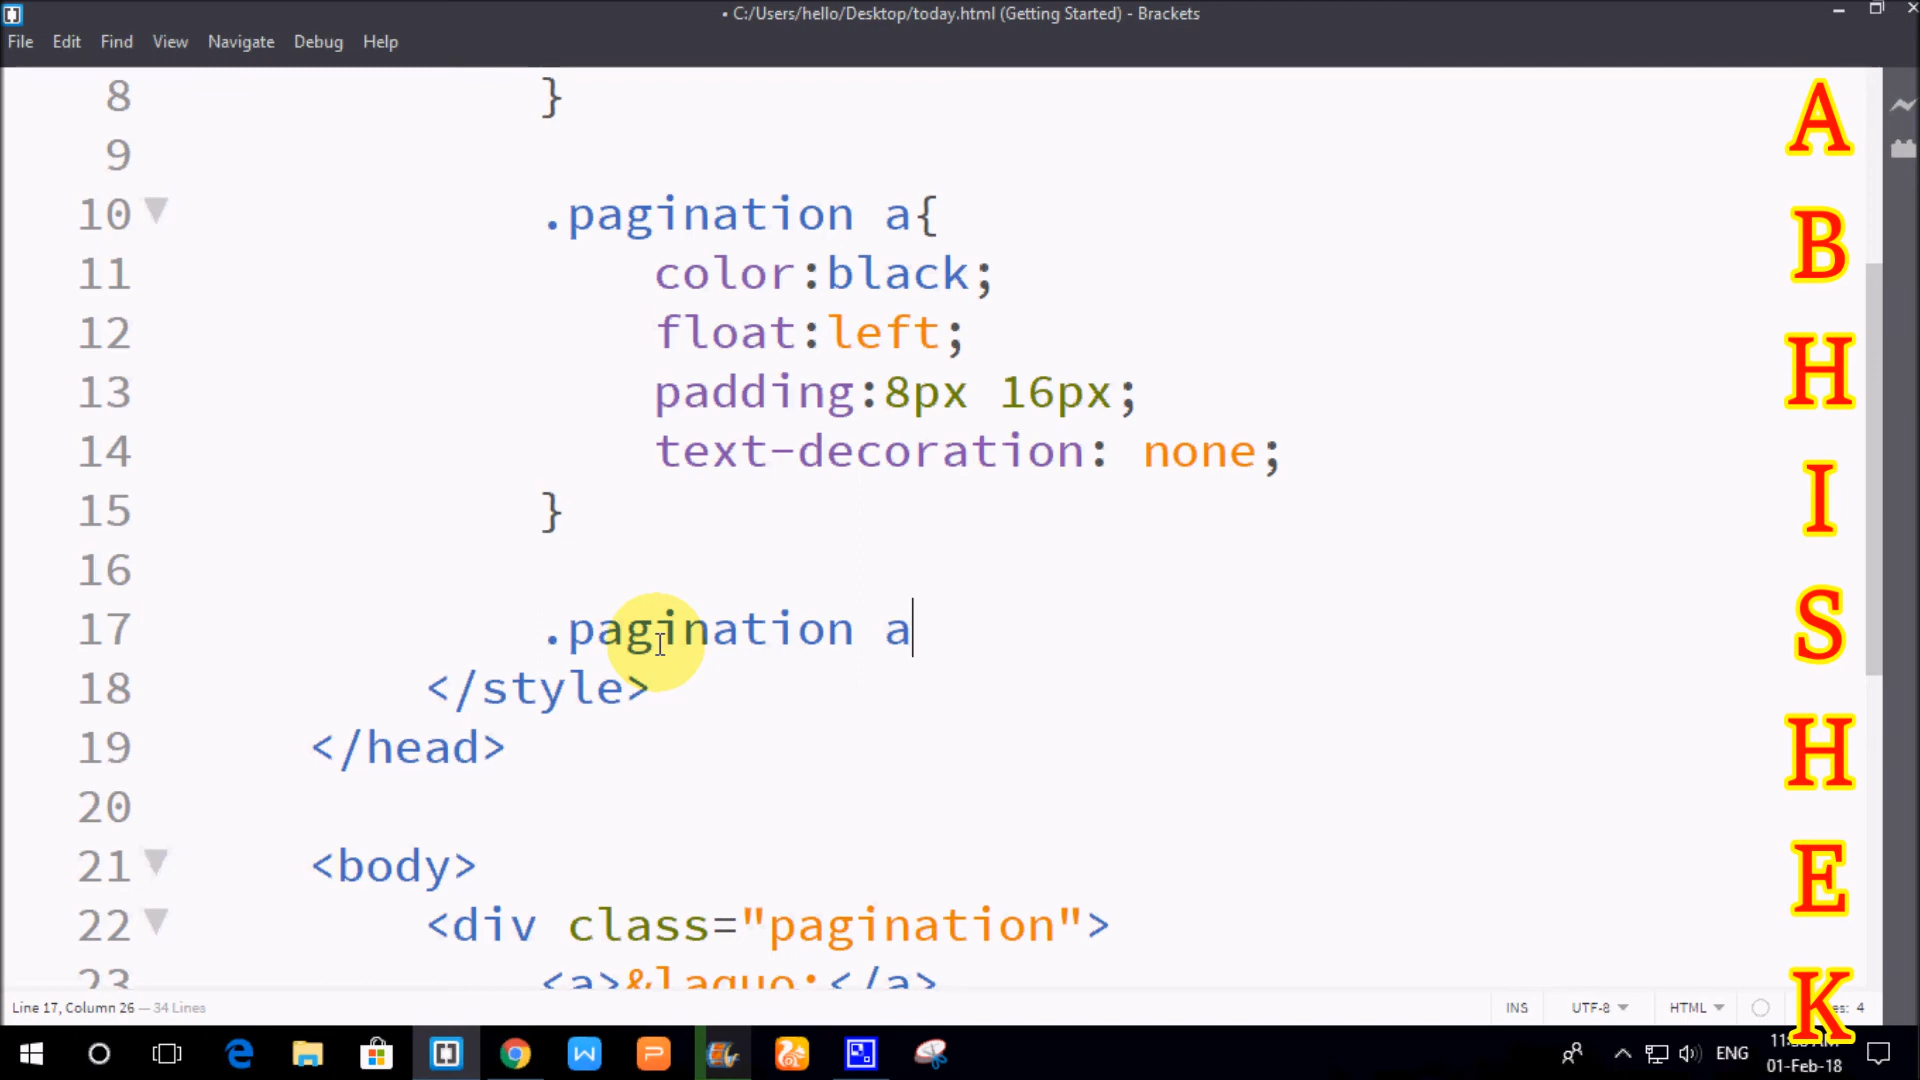 • C:/Users/hello/Desktop/today.html (Getting Started) - Brackets
File Edit Find View Navigate Debug Help
8 }
9
10 .pagination a{
11 color:black;
12 float:left;
13 padding:8px 16px;
14 text-decoration: none;
15 }
16
17 .pagination a
18 </style>
19 </head>
20
21 <body>
22 <div class="pagination">
23 <a>&laquo;</a>
Line 17, Column 26 — 34 Lines
INS UTF-8 HTML 4
ENG
01-Feb-18
A
B
H
I
S
H
E
K